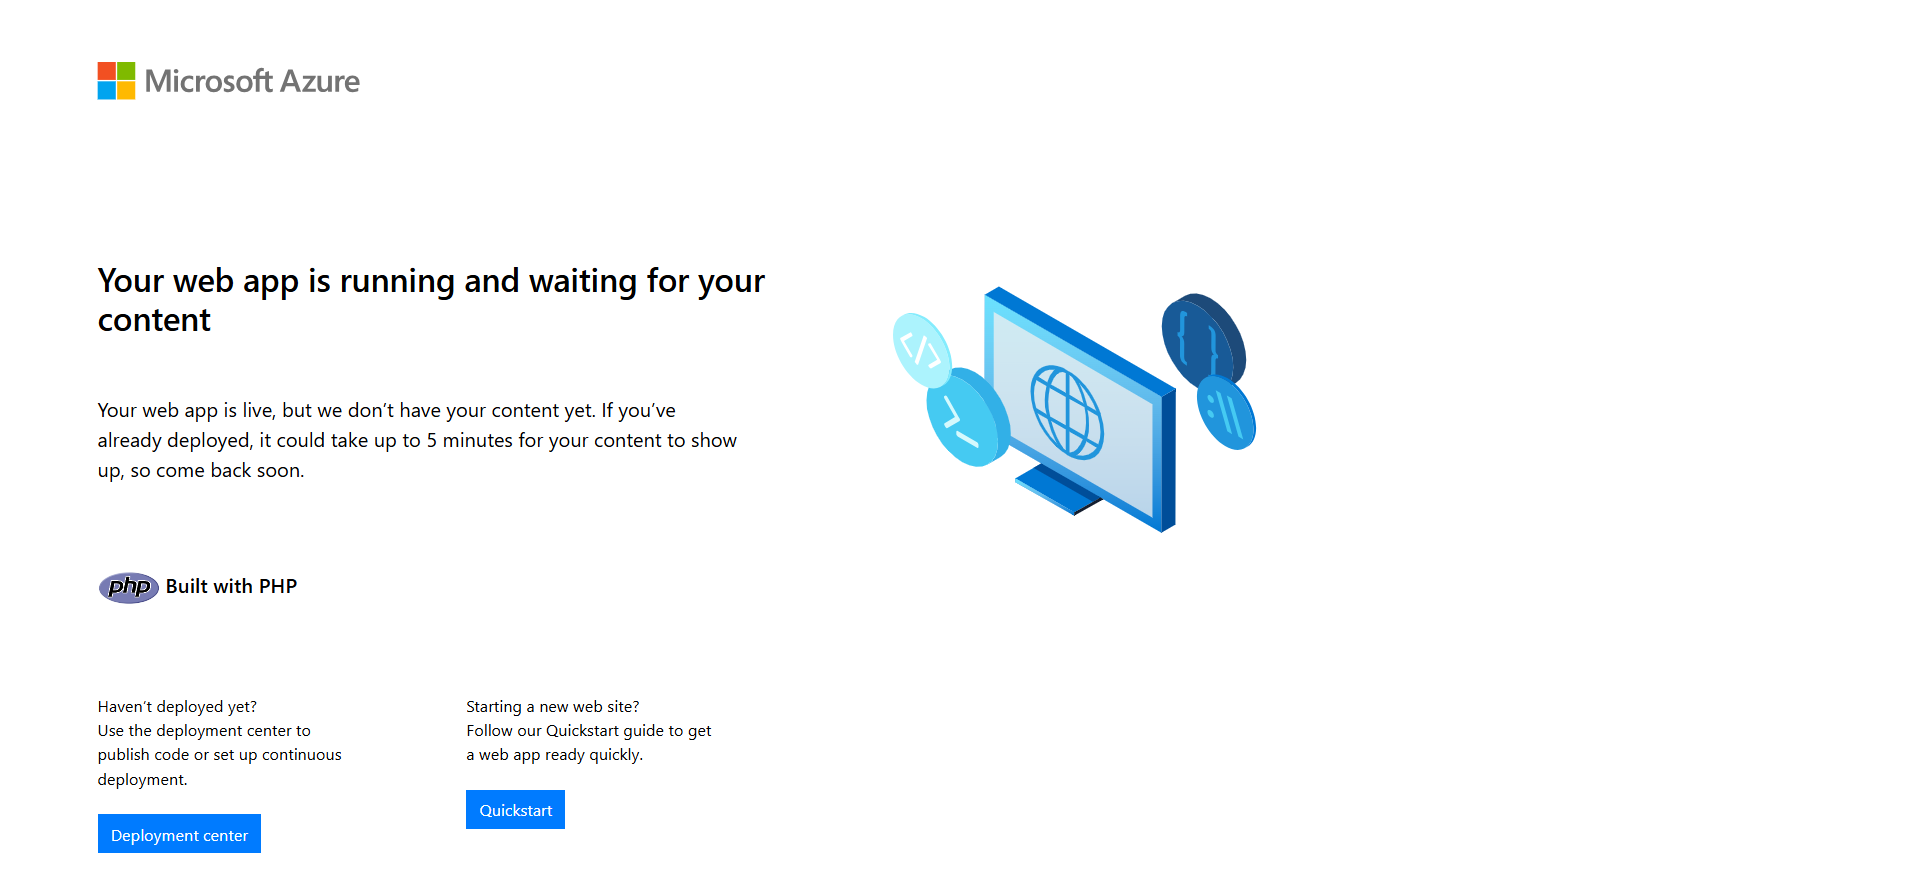 Microsoft Azure
Your web app is running and waiting for your
content
Your web app is live, but we don’t have your content yet. If you’ve
already deployed, it could take up to 5 minutes for your content to show
up, so come back soon.
php Built with PHP
Haven’t deployed yet?
Use the deployment center to
publish code or set up continuous
deployment.
Deployment center
Starting a new web site?
Follow our Quickstart guide to get
a web app ready quickly.
Quickstart